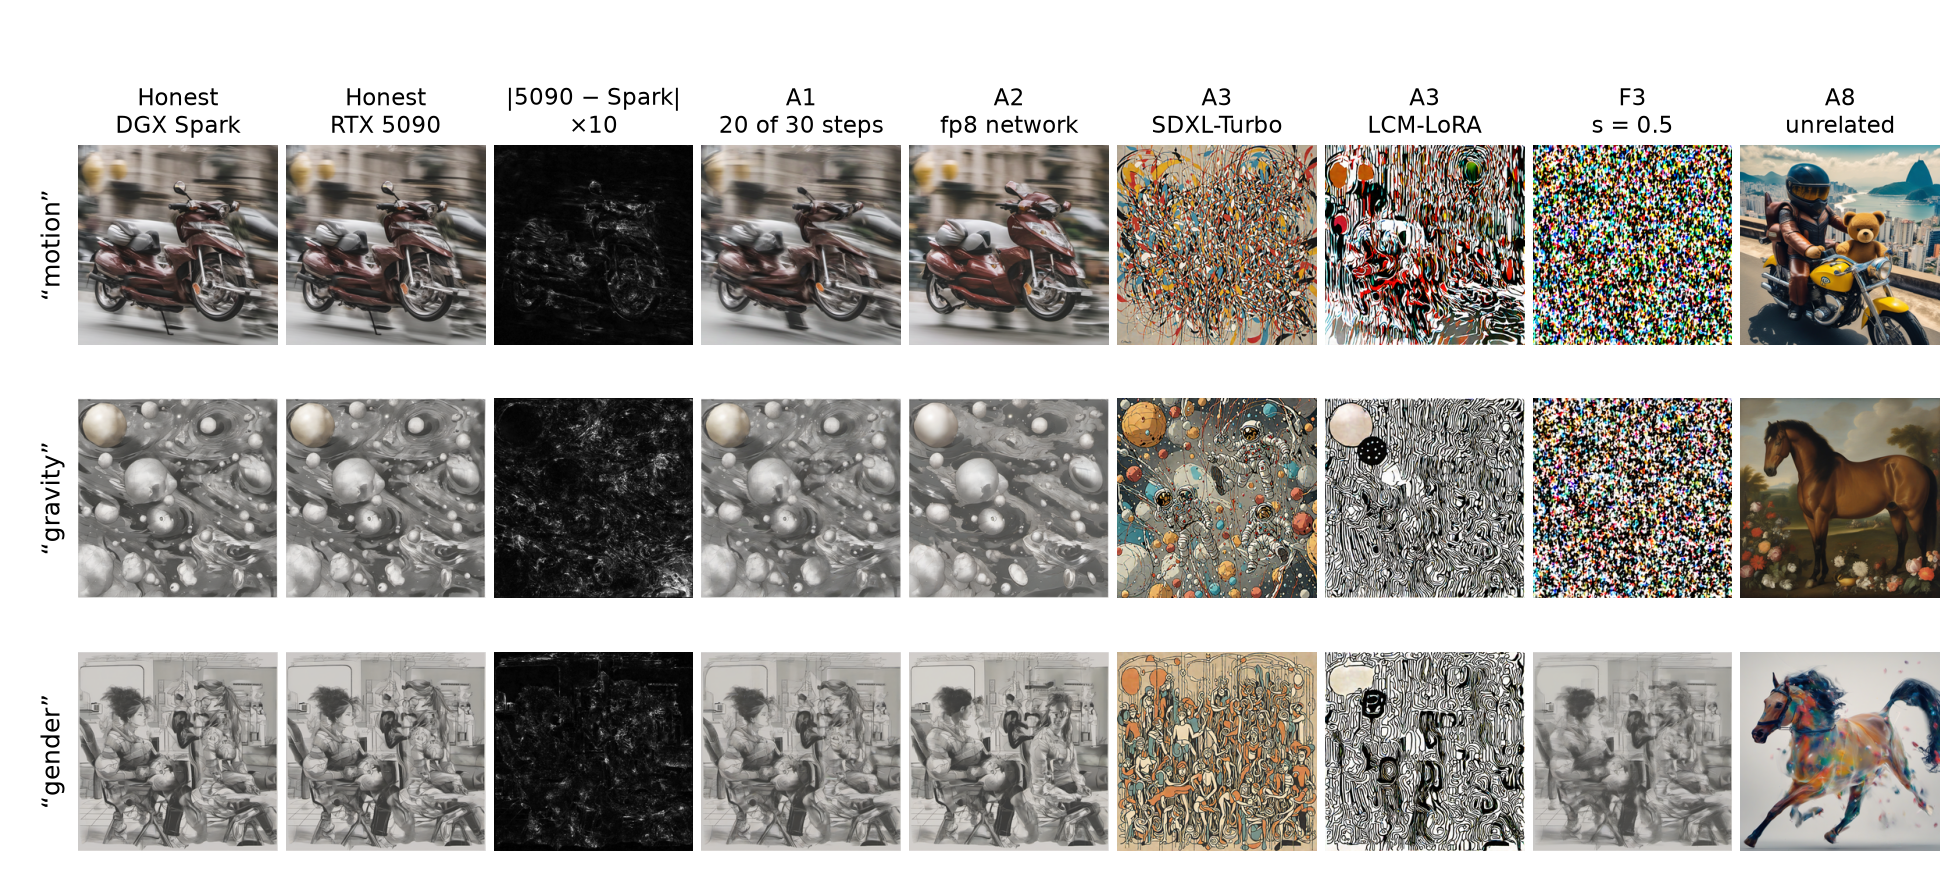 Honest
DGX Spark
Honest
RTX 5090
|5090 − Spark|
×10
A1
20 of 30 steps
A2
fp8 network
A3
SDXL-Turbo
A3
LCM-LoRA
F3
s = 0.5
A8
unrelated
“motion”
“gravity”
“gender”